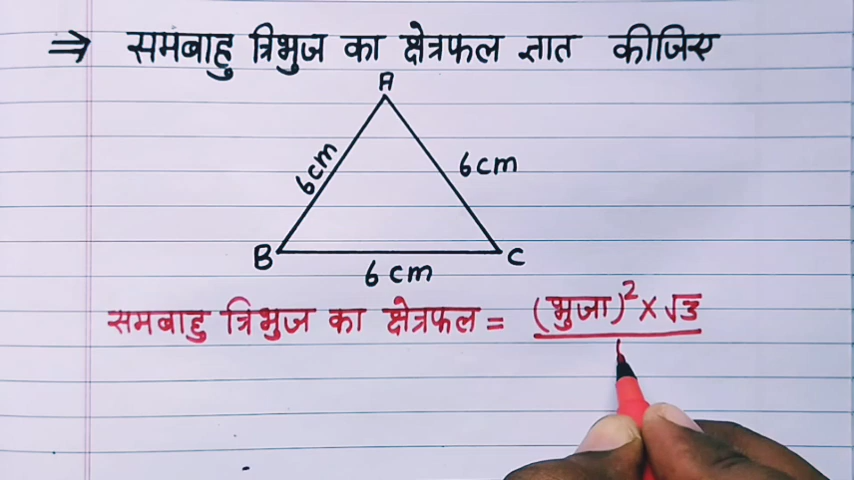 ⇒ समबाहु त्रिभुज का क्षेत्रफल ज्ञात कीजिए
A
6cm
6cm
B
C
6 cm
समबाहु त्रिभुज का क्षेत्रफल = (भुजा)² × √3